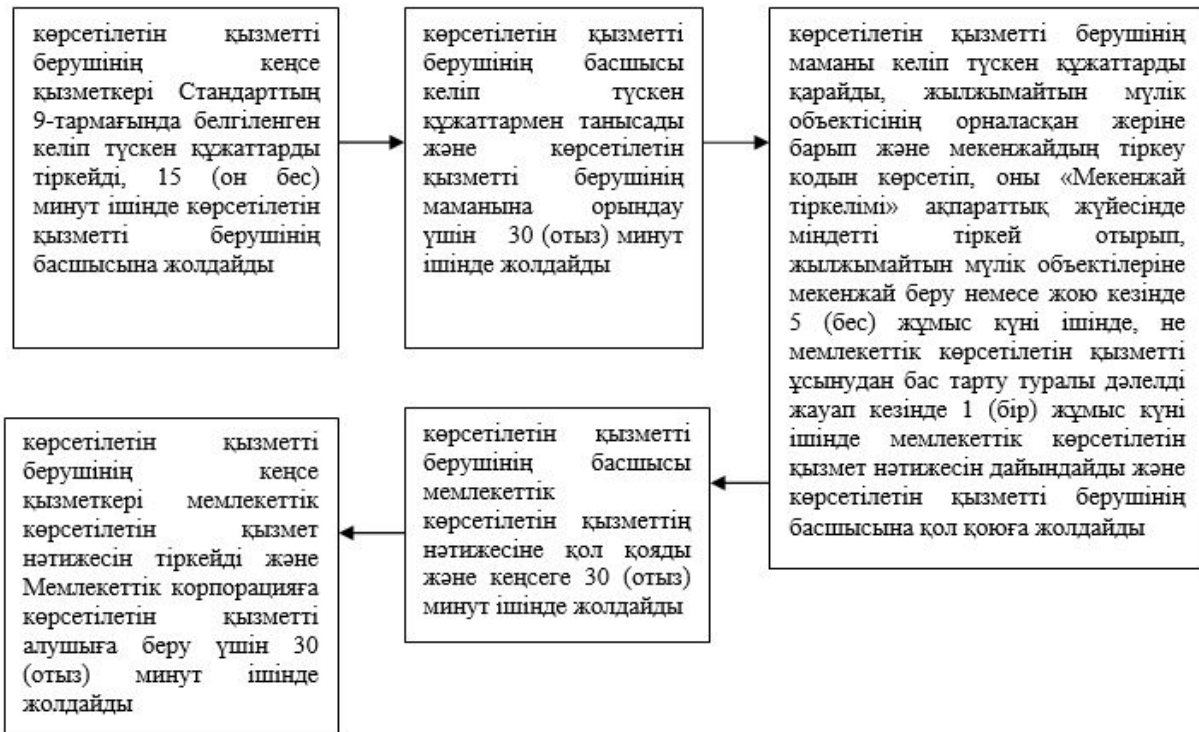 көрсетілетін қызметті
берушінің кеңсе
қызметкері Стандарттың
9-тармағында белгіленген
келіп түскен құжаттарды
тіркейді, 15 (он бес)
минут ішінде көрсетілетін
қызметті берушінің
басшысына жолдайды
көрсетілетін қызметті
берушінің басшысы
келіп түскен
құжаттармен танысады
және көрсетілетін
қызметті берушінің
маманына орындау
үшін 30 (отыз) минут
ішінде жолдайды
көрсетілетін қызметті берушінің
маманы келіп түскен құжаттарды
қарайды, жылжымайтын мүлік
объектісінің орналасқан жеріне
барып және мекенжайдың тіркеу
кодын көрсетіп, оны «Мекенжай
тіркелімі» ақпараттық жүйесінде
міндетті тіркей отырып,
жылжымайтын мүлік объектілеріне
мекенжай беру немесе жою кезінде
5 (бес) жұмыс күні ішінде, не
мемлекеттік көрсетілетін қызметті
ұсынудан бас тарту туралы дәлелді
жауап кезінде 1 (бір) жұмыс күні
ішінде мемлекеттік көрсетілетін
қызмет нәтижесін дайындайды және
көрсетілетін қызметті берушінің
басшысына қол қоюға жолдайды
көрсетілетін қызметті
берушінің басшысы
мемлекеттік
көрсетілетін қызметтің
нәтижесіне қол қояды
және кеңсеге 30 (отыз)
минут ішінде жолдайды
көрсетілетін қызметті
берушінің кеңсе
қызметкері мемлекеттік
көрсетілетін қызмет
нәтижесін тіркейді және
Мемлекеттік корпорацияға
көрсетілетін қызметті
алушыға беру үшін 30
(отыз) минут ішінде
жолдайды